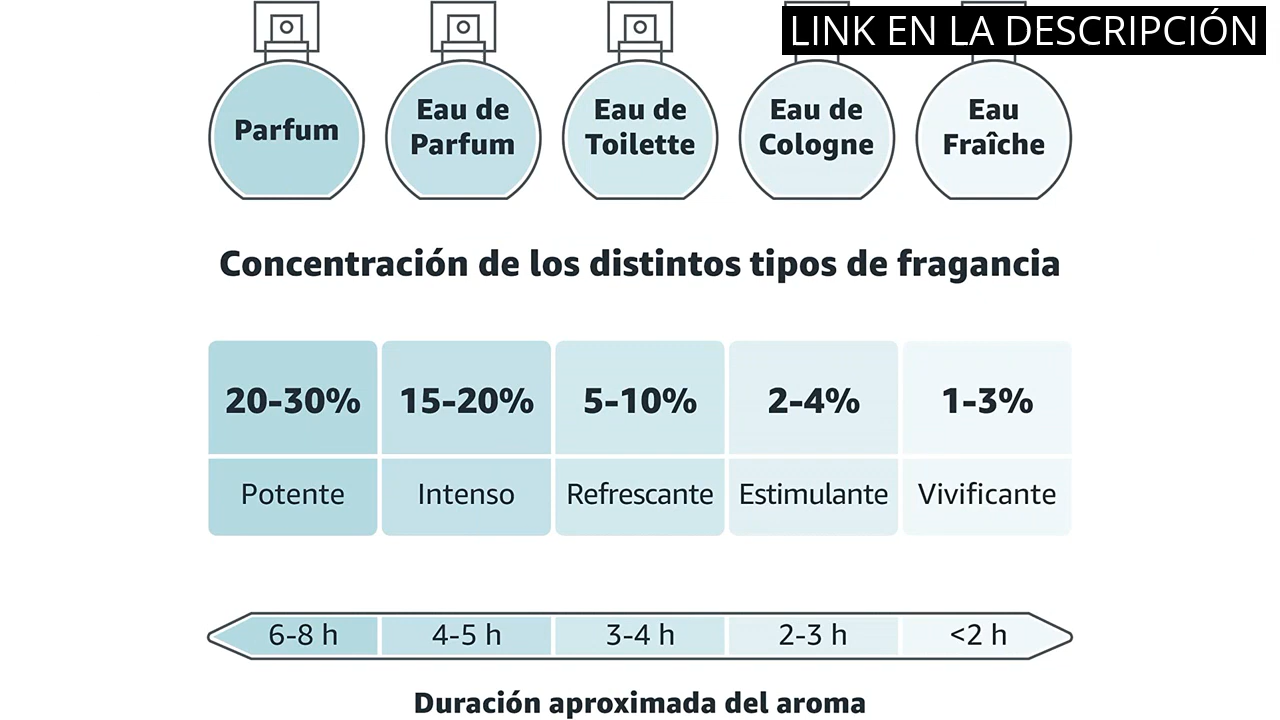 LINK EN LA DESCRIPCIÓN
Parfum
Eau de
Parfum
Eau de
Toilette
Eau de
Cologne
Eau
Fraîche
Concentración de los distintos tipos de fragancia
20-30% 15-20% 5-10% 2-4% 1-3%
Potente Intenso Refrescante Estimulante Vivificante
6-8 h 4-5 h 3-4 h 2-3 h <2 h
Duración aproximada del aroma